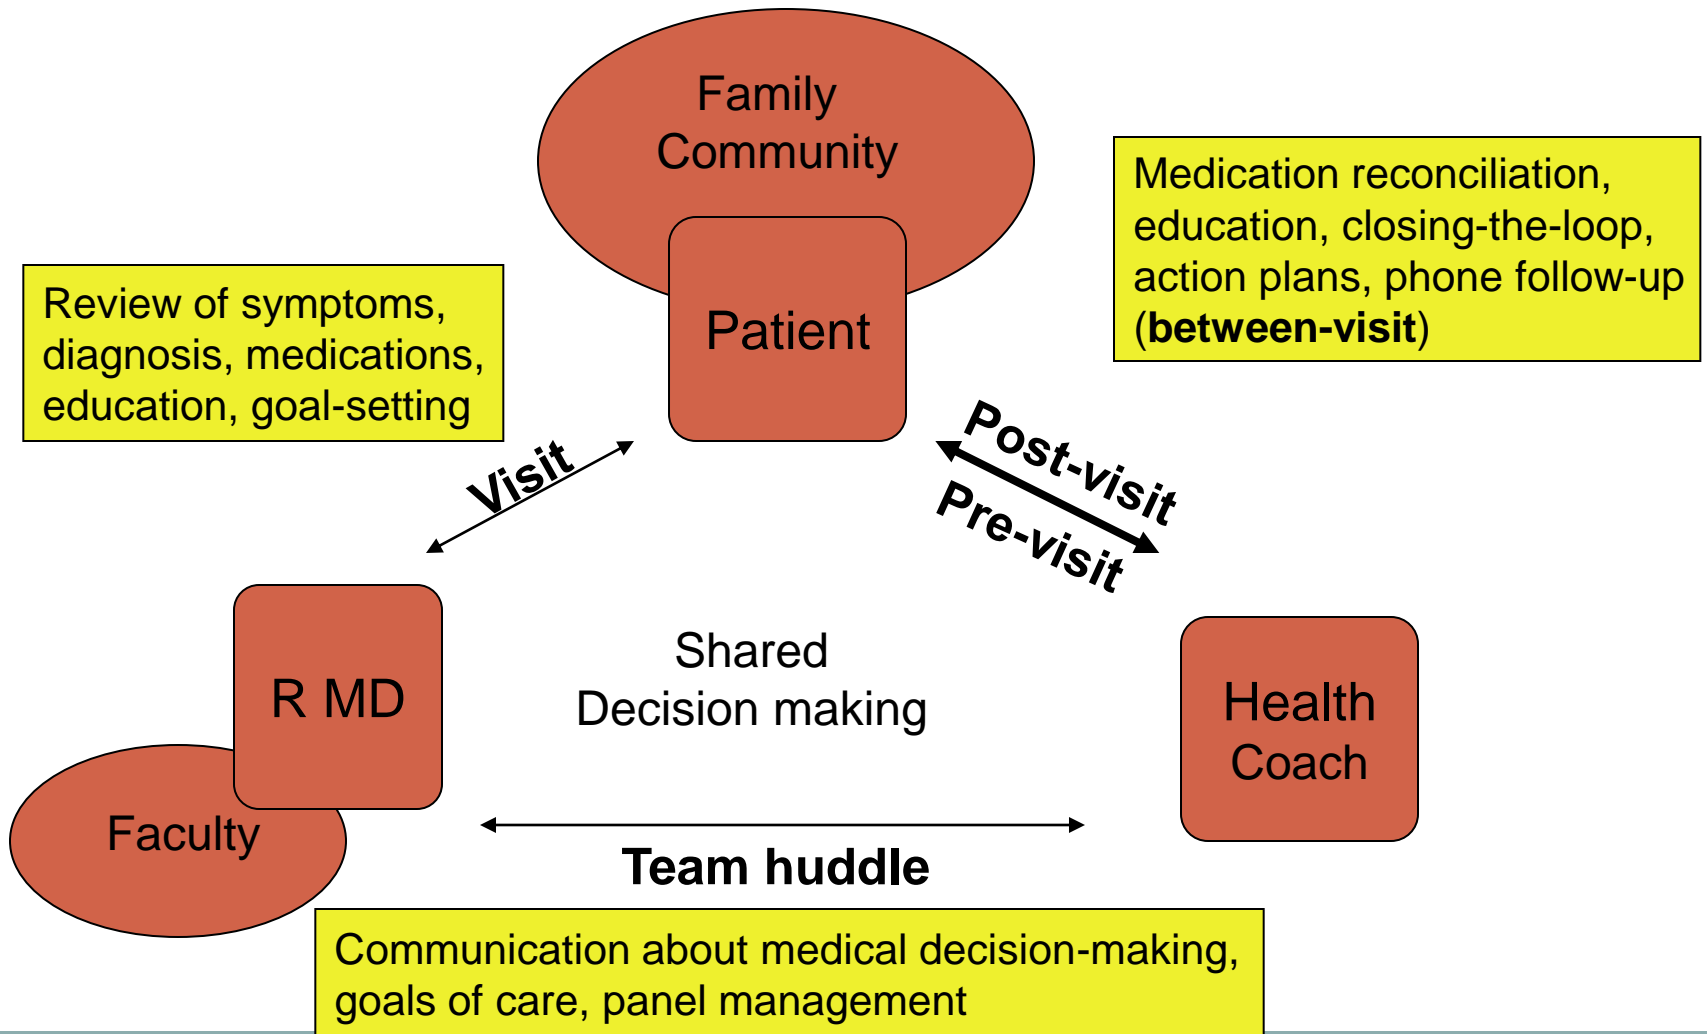 Family
Community
Patient
Medication reconciliation,
education, closing-the-loop,
action plans, phone follow-up
(between-visit)
Review of symptoms,
diagnosis, medications,
education, goal-setting
Visit
Post-visit
Pre-visit
R MD
Faculty
Shared
Decision making
Health
Coach
Team huddle
Communication about medical decision-making,
goals of care, panel management